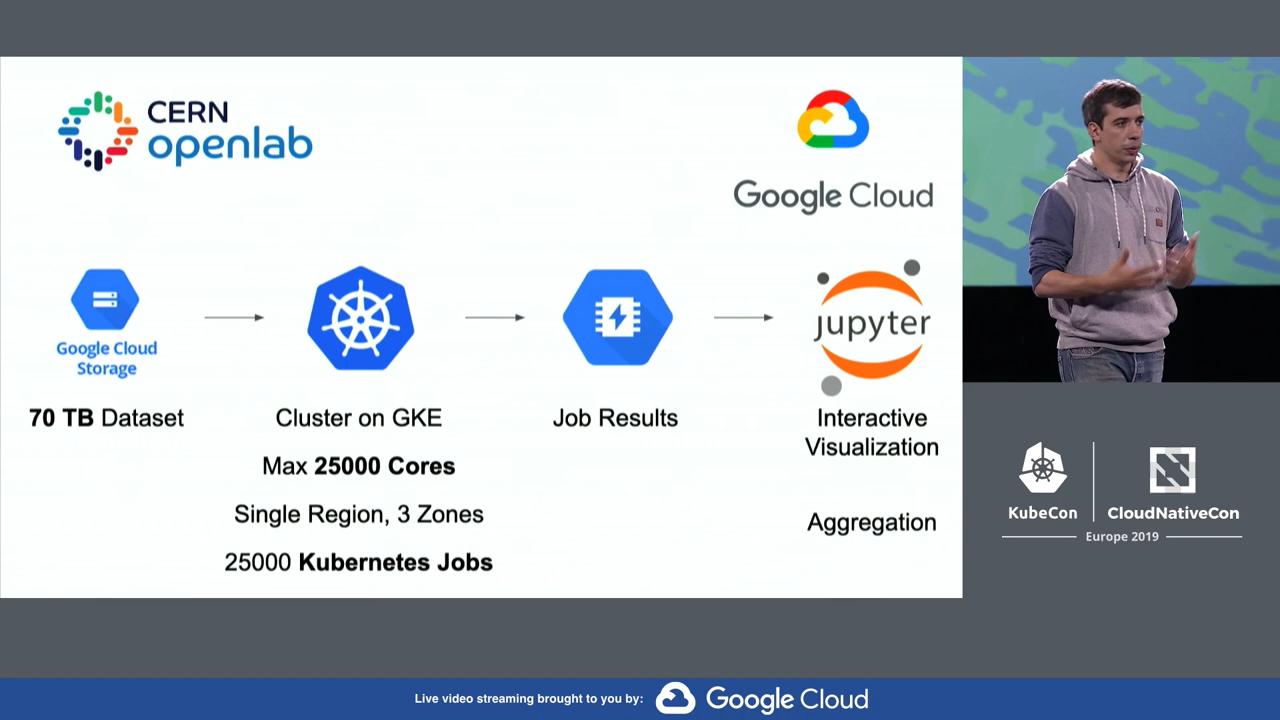 CERN
openlab
Google Cloud
Google Cloud
Storage
jupyter
70 TB Dataset
Cluster on GKE
Job Results
Interactive
Visualization
Max 25000 Cores
Single Region, 3 Zones
Aggregation
25000 Kubernetes Jobs
KubeCon
CloudNativeCon
Europe 2019
Live video streaming brought to you by:
Google Cloud